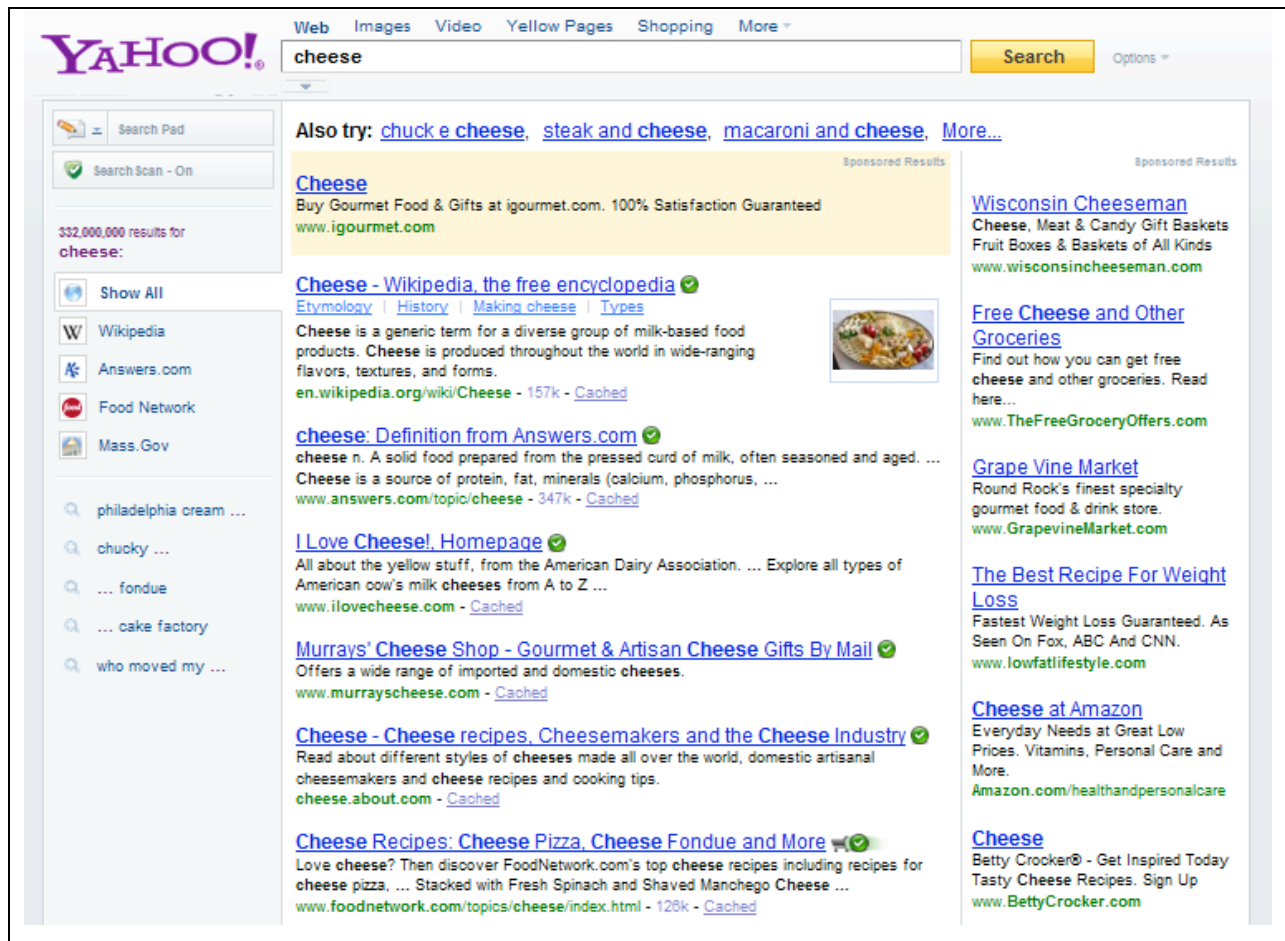 Web Images Video Yellow Pages Shopping More
YAHOO!®
cheese
Search
Options
Search Pad
SearchScan - On
332,000,000 results for
cheese:
Show All
Wikipedia
Answers.com
Food Network
Mass.Gov
philadelphia cream ...
chucky ...
... fondue
... cake factory
who moved my ...
Also try: chuck e cheese, steak and cheese, macaroni and cheese, More...
Sponsored Results
Cheese
Buy Gourmet Food & Gifts at igourmet.com. 100% Satisfaction Guaranteed
www.igourmet.com
Cheese - Wikipedia, the free encyclopedia
Etymology | History | Making cheese | Types
Cheese is a generic term for a diverse group of milk-based food
products. Cheese is produced throughout the world in wide-ranging
flavors, textures, and forms.
en.wikipedia.org/wiki/Cheese - 157k - Cached
cheese: Definition from Answers.com
cheese n. A solid food prepared from the pressed curd of milk, often seasoned and aged. ...
Cheese is a source of protein, fat, minerals (calcium, phosphorus, ...
www.answers.com/topic/cheese - 347k - Cached
I Love Cheese!, Homepage
All about the yellow stuff, from the American Dairy Association. ... Explore all types of
American cow's milk cheeses from A to Z ...
www.ilovecheese.com - Cached
Murrays' Cheese Shop - Gourmet & Artisan Cheese Gifts By Mail
Offers a wide range of imported and domestic cheeses.
www.murrayscheese.com - Cached
Cheese - Cheese recipes, Cheesemakers and the Cheese Industry
Read about different styles of cheeses made all over the world, domestic artisanal
cheesemakers and cheese recipes and cooking tips.
cheese.about.com - Cached
Cheese Recipes: Cheese Pizza, Cheese Fondue and More
Love cheese? Then discover FoodNetwork.com's top cheese recipes including recipes for
cheese pizza, ... Stacked with Fresh Spinach and Shaved Manchego Cheese ...
www.foodnetwork.com/topics/cheese/index.html - 126k - Cached
Sponsored Results
Wisconsin Cheeseman
Cheese, Meat & Candy Gift Baskets
Fruit Boxes & Baskets of All Kinds
www.wisconsincheeseman.com
Free Cheese and Other
Groceries
Find out how you can get free
cheese and other groceries. Read
here...
www.TheFreeGroceryOffers.com
Grape Vine Market
Round Rock's finest specialty
gourmet food & drink store.
www.GrapevineMarket.com
The Best Recipe For Weight
Loss
Fastest Weight Loss Guaranteed. As
Seen On Fox, ABC And CNN.
www.lowfatlifestyle.com
Cheese at Amazon
Everyday Needs at Great Low
Prices. Vitamins, Personal Care and
More.
Amazon.com/healthandpersonalcare
Cheese
Betty Crocker® - Get Inspired Today
Tasty Cheese Recipes. Sign Up
www.BettyCrocker.com